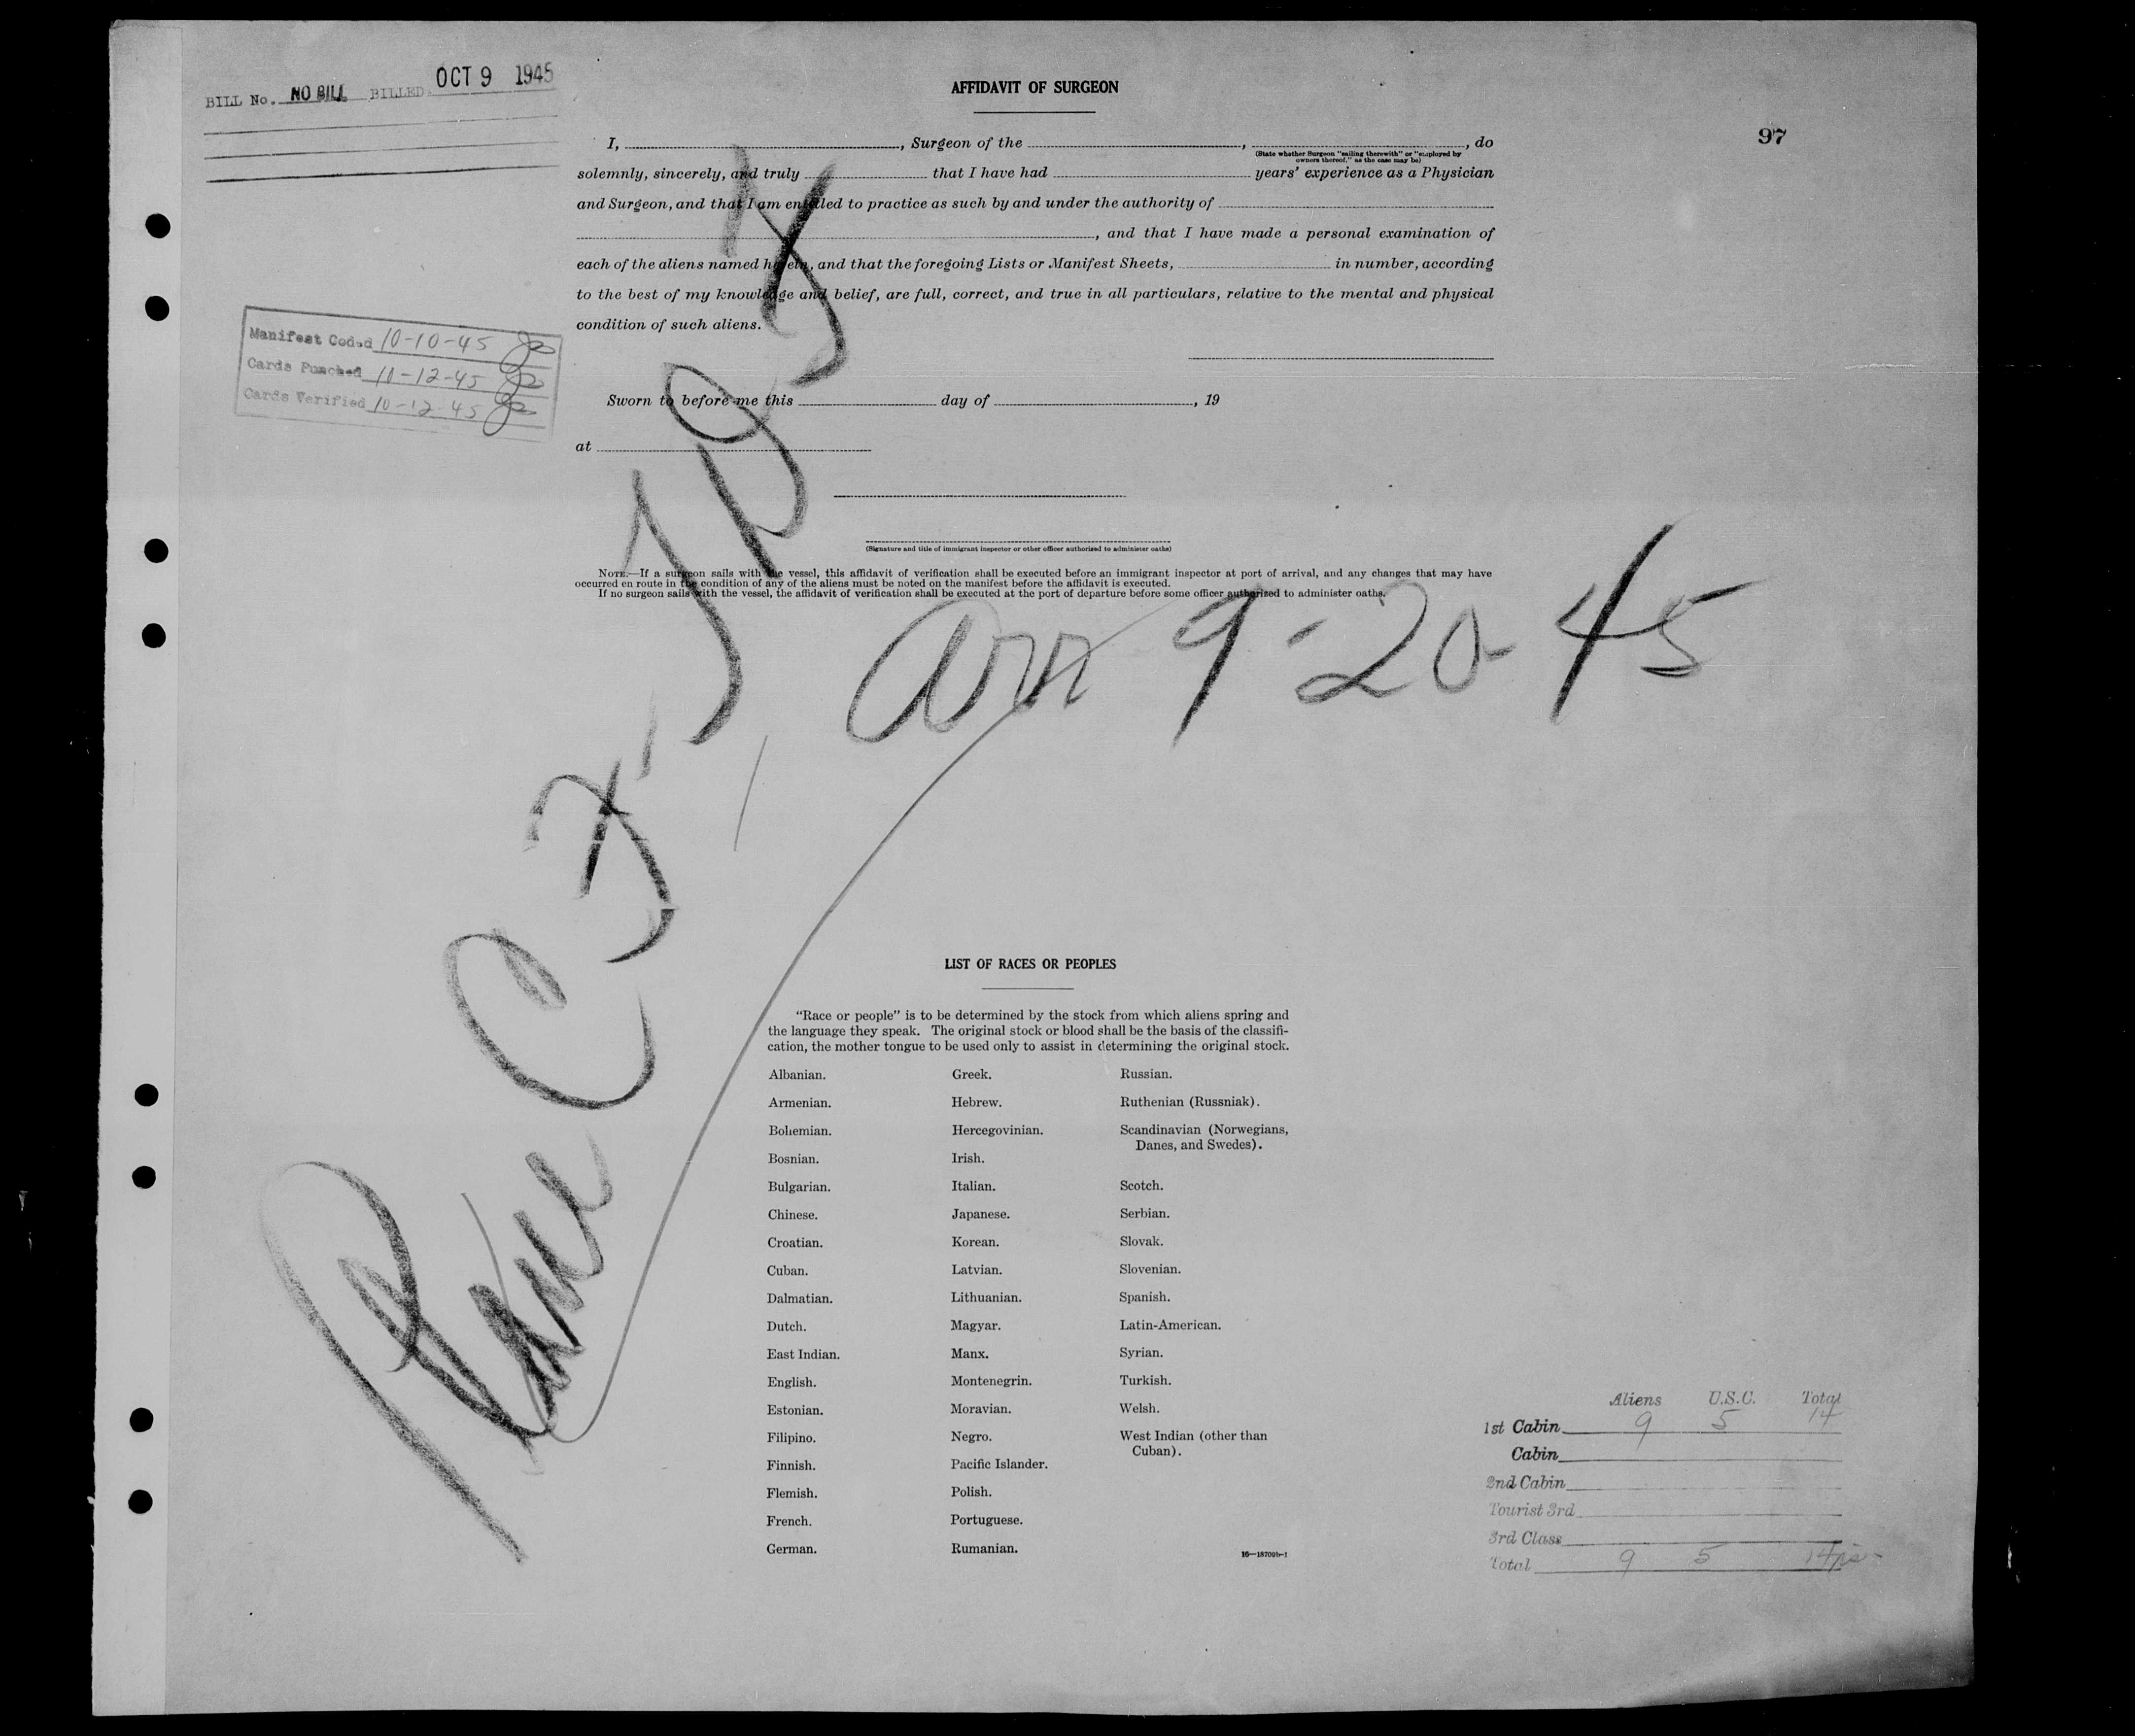 BILL No. NO BILL BILLED OCT 9 1945
AFFIDAVIT OF SURGEON
97
I, , Surgeon of the , , do
(State whether Surgeon "sailing therewith" or "employed by
owners thereof," as the case may be)
solemnly, sincerely, and truly that I have had years' experience as a Physician
and Surgeon, and that I am entitled to practice as such by and under the authority of
, and that I have made a personal examination of
each of the aliens named herein, and that the foregoing Lists or Manifest Sheets, in number, according
to the best of my knowledge and belief, are full, correct, and true in all particulars, relative to the mental and physical
condition of such aliens.
Manifest Coded 10-10-45
Cards Punched 10-12-45
Cards Verified 10-12-45
Sworn to before me this day of , 19
at
(Signature and title of immigrant inspector or other officer authorized to administer oaths)
NOTE.—If a surgeon sails with the vessel, this affidavit of verification shall be executed before an immigrant inspector at port of arrival, and any changes that may have
occurred en route in the condition of any of the aliens must be noted on the manifest before the affidavit is executed.
If no surgeon sails with the vessel, the affidavit of verification shall be executed at the port of departure before some officer authorized to administer oaths.
Plane
arr 9-20-45
LIST OF RACES OR PEOPLES
"Race or people" is to be determined by the stock from which aliens spring and
the language they speak. The original stock or blood shall be the basis of the classifi-
cation, the mother tongue to be used only to assist in determining the original stock.
Albanian. Greek. Russian.
Armenian. Hebrew. Ruthenian (Russniak).
Bohemian. Hercegovinian. Scandinavian (Norwegians,
Danes, and Swedes).
Bosnian. Irish.
Bulgarian. Italian. Scotch.
Chinese. Japanese. Serbian.
Croatian. Korean. Slovak.
Cuban. Latvian. Slovenian.
Dalmatian. Lithuanian. Spanish.
Dutch. Magyar. Latin-American.
East Indian. Manx. Syrian.
English. Montenegrin. Turkish.
Estonian. Moravian. Welsh.
Filipino. Negro. West Indian (other than
Cuban).
Finnish. Pacific Islander.
Flemish. Polish.
French. Portuguese.
German. Rumanian.
16—18709b-1
Aliens U.S.C. Total
1st Cabin 9 5 14
Cabin
2nd Cabin
Tourist 3rd
3rd Class
Total 9 5 14